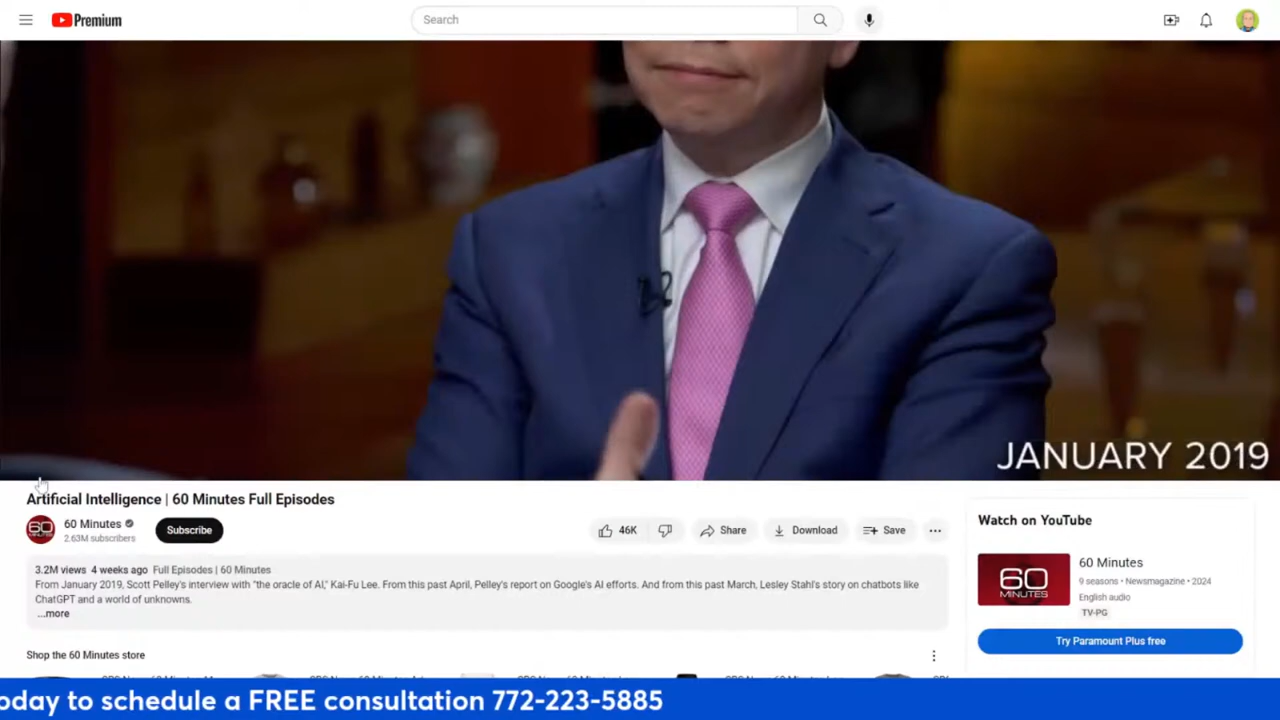 Premium
Search
JANUARY 2019
Artificial Intelligence | 60 Minutes Full Episodes
60 Minutes
2.63M subscribers
Subscribe
46K
Share
Download
Save
3.2M views 4 weeks ago Full Episodes | 60 Minutes
From January 2019, Scott Pelley's interview with "the oracle of AI," Kai-Fu Lee. From this past April, Pelley's report on Google's AI efforts. And from this past March, Lesley Stahl's story on chatbots like
ChatGPT and a world of unknowns.
...more
Watch on YouTube
60
MINUTES
60 Minutes
9 seasons • Newsmagazine • 2024
English audio
TV-PG
Try Paramount Plus free
Shop the 60 Minutes store
oday to schedule a FREE consultation 772-223-5885